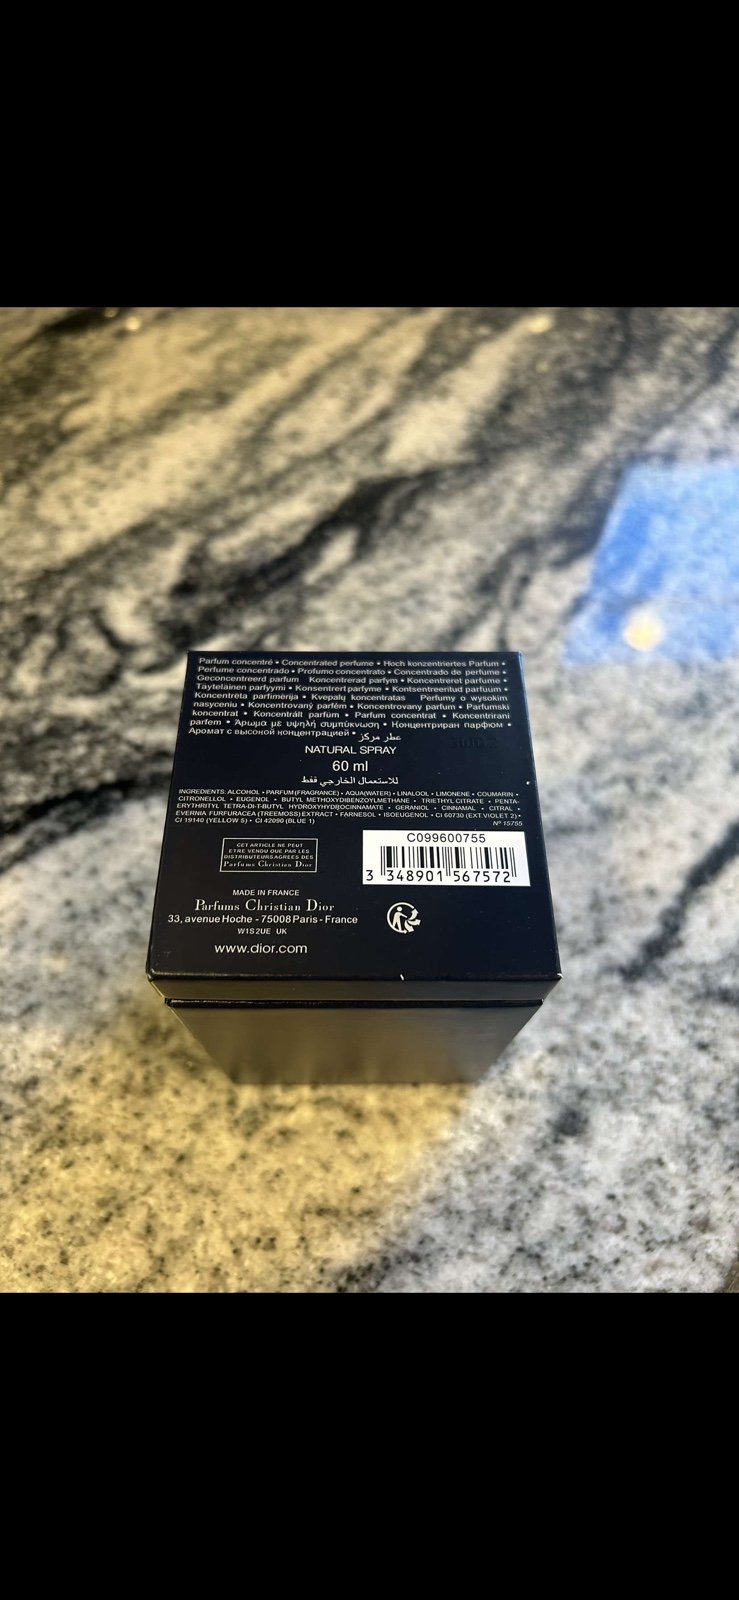 Parfum concentré • Concentrated perfume • Hoch konzentriertes Parfum •
Perfume concentrado • Profumo concentrato • Concentrado de perfume •
Geconcentreerd parfum Koncentrerad parfym • Koncentreret parfume •
Täyteläinen parfyymi • Konsentrert parfyme • Kontsentreeritud parfüüm •
Koncentrēta parfimērija • Kvepalų koncentratas Perfumy o wysokim
nasyceniu • Koncentrovaný parfém • Koncentrovany parfum • Parfumski
koncentrat • Koncentrált parfüm • Parfum concentrat • Koncentrirani
parfem • Άρωμα με υψηλή συμπύκνωση • Концентриран парфюм •
Аромат с высокой концентрацией • عطر مركز
NATURAL SPRAY
60 ml
للاستعمال الخارجي فقط
INGREDIENTS: ALCOHOL • PARFUM (FRAGRANCE) • AQUA (WATER) • LINALOOL • LIMONENE • COUMARIN •
CITRONELLOL • EUGENOL • BUTYL METHOXYDIBENZOYLMETHANE • TRIETHYL CITRATE • PENTA-
ERYTHRITYL TETRA-DI-T-BUTYL HYDROXYHYDROCINNAMATE • GERANIOL • CINNAMAL • CITRAL •
EVERNIA FURFURACEA (TREEMOSS) EXTRACT • FARNESOL • ISOEUGENOL • CI 60730 (EXT. VIOLET 2) •
CI 19140 (YELLOW 5) • CI 42090 (BLUE 1)
N° 15755
CET ARTICLE NE PEUT
ETRE VENDU QUE PAR LES
DISTRIBUTEURS AGREES DES
Parfums Christian Dior
C099600755
3 348901 567572
MADE IN FRANCE
Parfums Christian Dior
33, avenue Hoche - 75008 Paris - France
W1S 2UE UK
www.dior.com